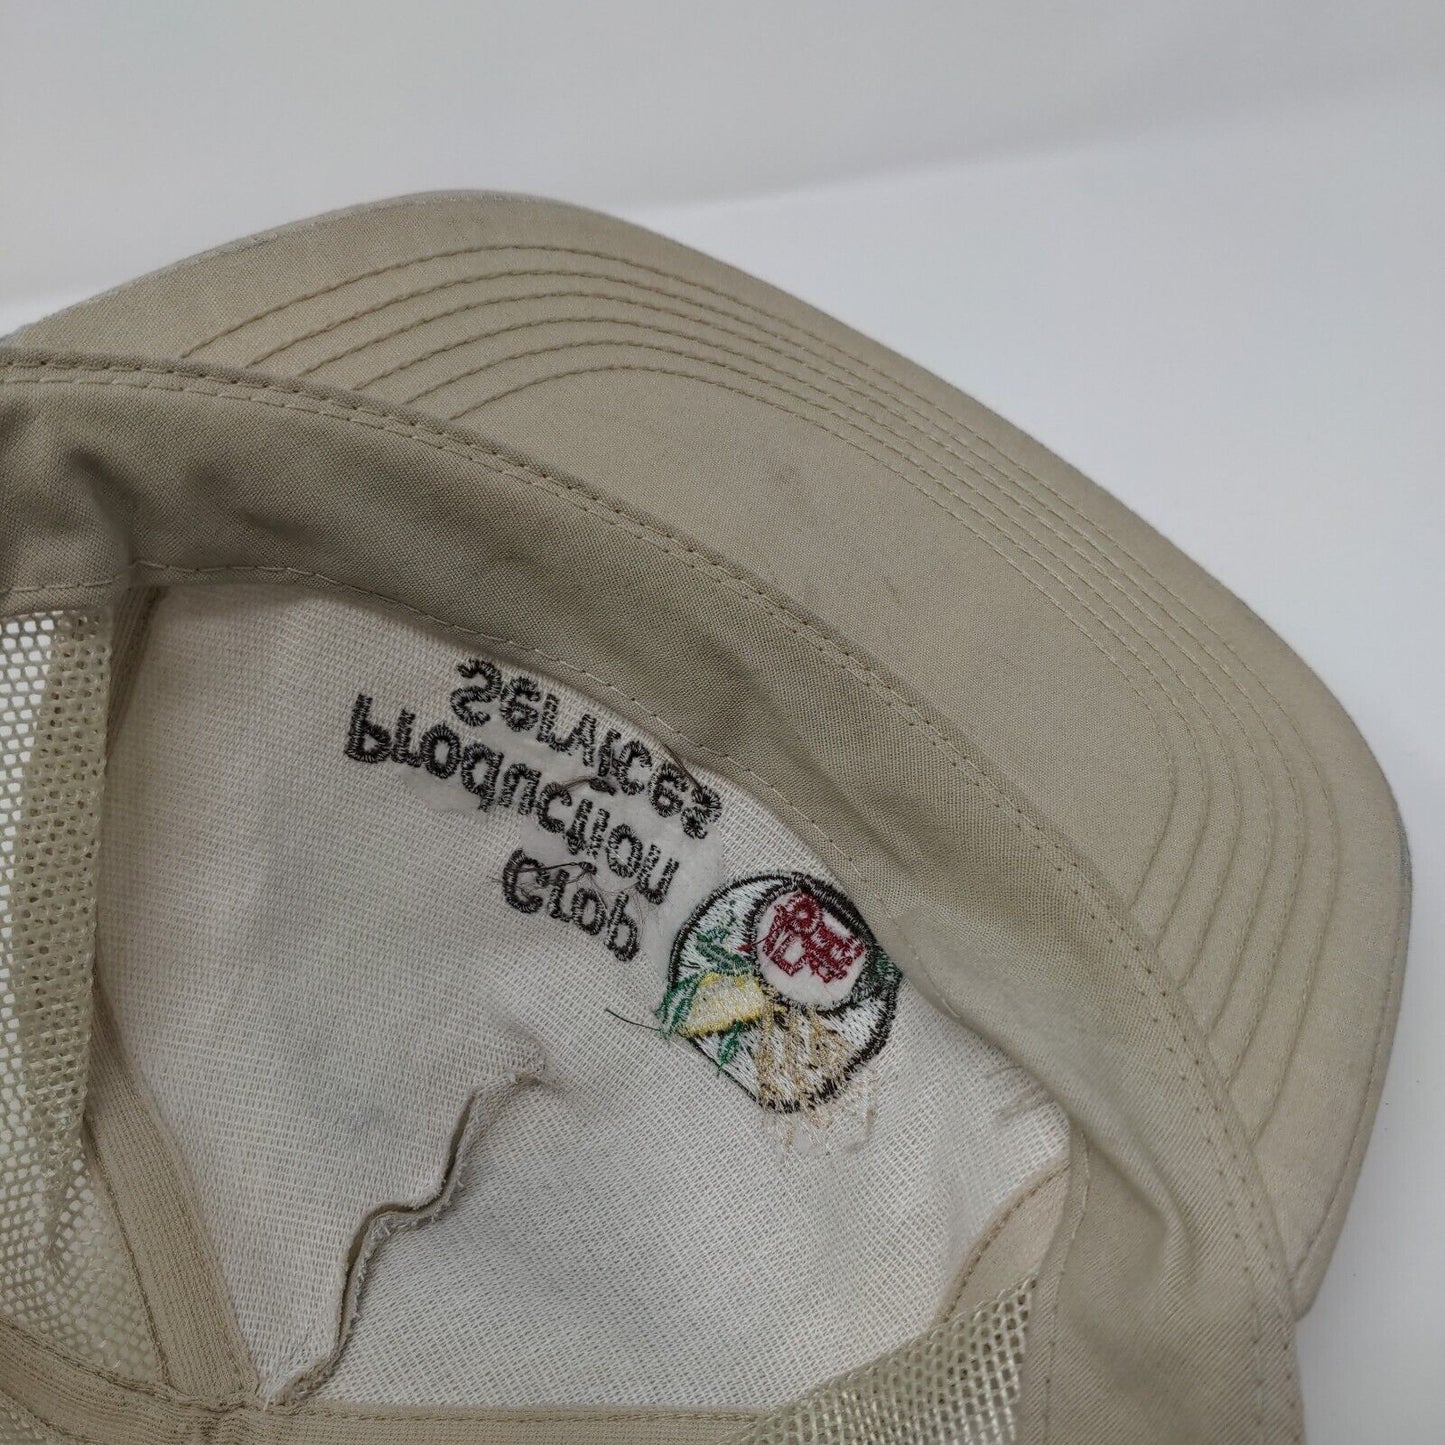 Crop
Production
Services